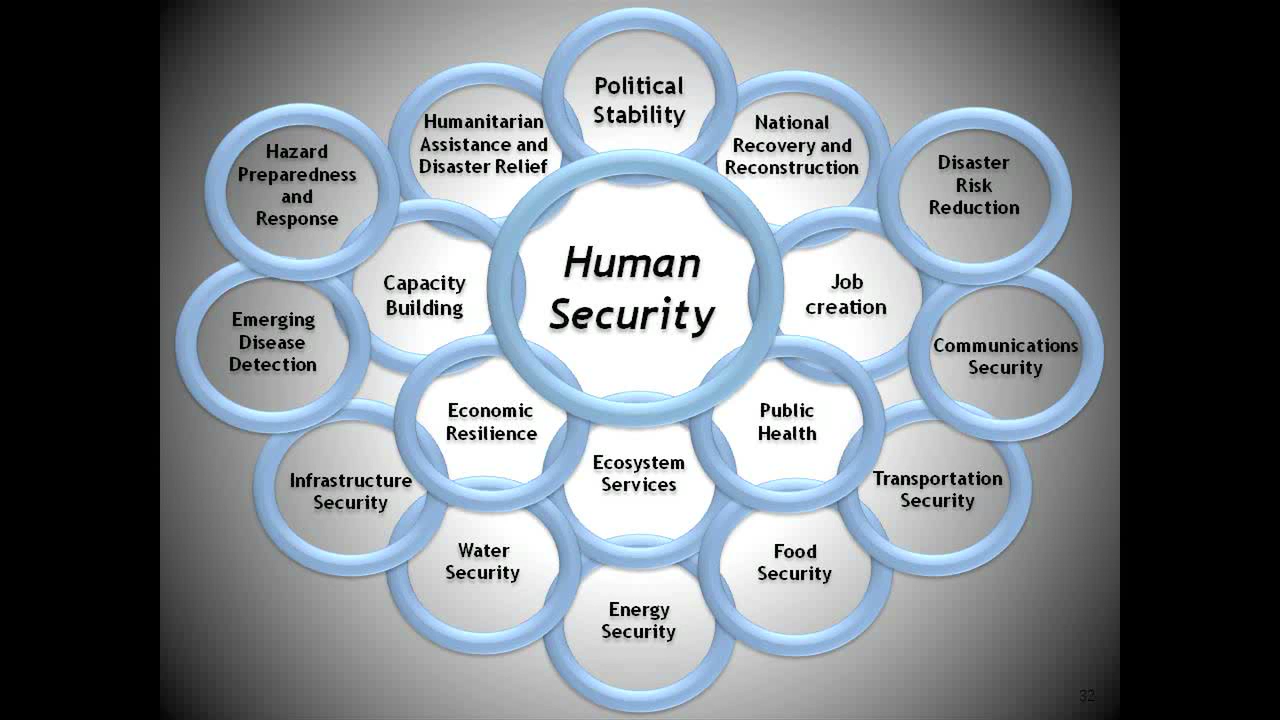 Political
Stability
Humanitarian
Assistance and
Disaster Relief
National
Recovery and
Reconstruction
Hazard
Preparedness
and
Response
Disaster
Risk
Reduction
Human
Security
Capacity
Building
Job
creation
Emerging
Disease
Detection
Communications
Security
Economic
Resilience
Public
Health
Ecosystem
Services
Infrastructure
Security
Transportation
Security
Water
Security
Food
Security
Energy
Security
32